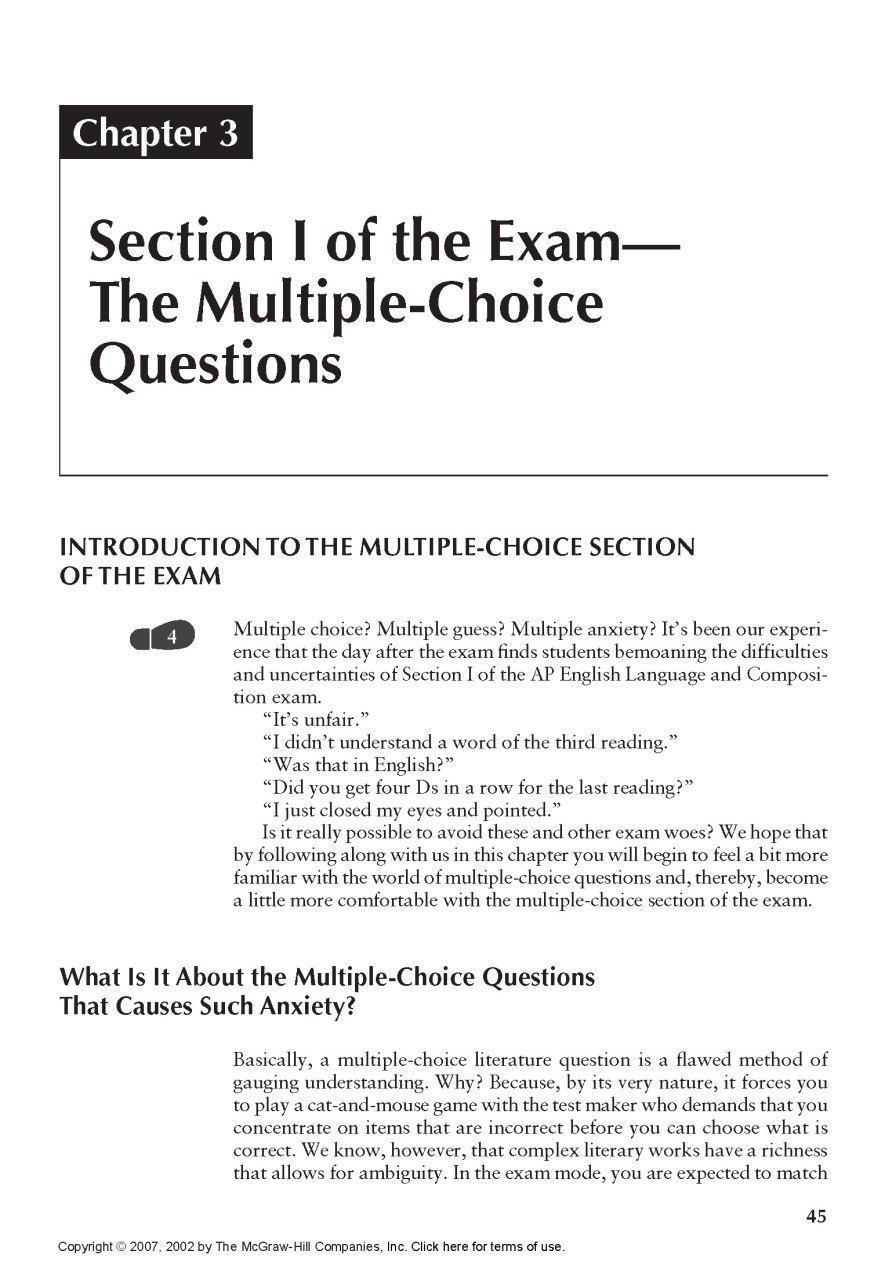 Chapter 3
Section I of the Exam—
The Multiple-Choice
Questions
INTRODUCTION TO THE MULTIPLE-CHOICE SECTION
OF THE EXAM
4
Multiple choice? Multiple guess? Multiple anxiety? It’s been our experi-
ence that the day after the exam finds students bemoaning the difficulties
and uncertainties of Section I of the AP English Language and Composi-
tion exam.
“It’s unfair.”
“I didn’t understand a word of the third reading.”
“Was that in English?”
“Did you get four Ds in a row for the last reading?”
“I just closed my eyes and pointed.”
Is it really possible to avoid these and other exam woes? We hope that
by following along with us in this chapter you will begin to feel a bit more
familiar with the world of multiple-choice questions and, thereby, become
a little more comfortable with the multiple-choice section of the exam.
What Is It About the Multiple-Choice Questions
That Causes Such Anxiety?
Basically, a multiple-choice literature question is a flawed method of
gauging understanding. Why? Because, by its very nature, it forces you
to play a cat-and-mouse game with the test maker who demands that you
concentrate on items that are incorrect before you can choose what is
correct. We know, however, that complex literary works have a richness
that allows for ambiguity. In the exam mode, you are expected to match
45
Copyright © 2007, 2002 by The McGraw-Hill Companies, Inc. Click here for terms of use.